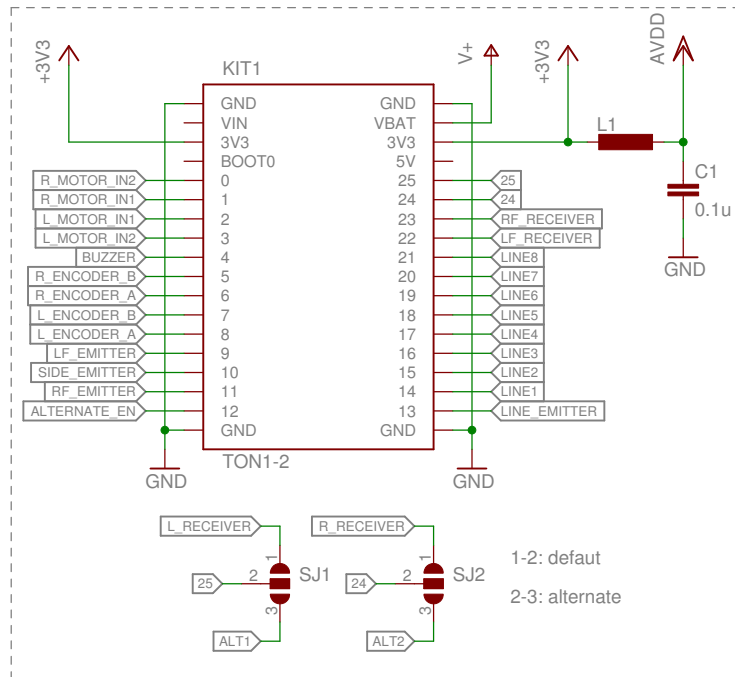 +3V3
KIT1
V+
+3V3
AVDD
GND GND
VIN VBAT
3V3 3V3
BOOT0 5V
L1
C1
0.1u
GND
R_MOTOR_IN2 0 25 25
R_MOTOR_IN1 1 24 24
L_MOTOR_IN1 2 23 RF_RECEIVER
L_MOTOR_IN2 3 22 LF_RECEIVER
BUZZER 4 21 LINE8
R_ENCODER_B 5 20 LINE7
R_ENCODER_A 6 19 LINE6
L_ENCODER_B 7 18 LINE5
L_ENCODER_A 8 17 LINE4
LF_EMITTER 9 16 LINE3
SIDE_EMITTER 10 15 LINE2
RF_EMITTER 11 14 LINE1
ALTERNATE_EN 12 13 LINE_EMITTER
GND GND
TON1-2
GND GND
L_RECEIVER
1
25 2 SJ1
3
ALT1
R_RECEIVER
1
24 2 SJ2
3
ALT2
1-2: defaut
2-3: alternate